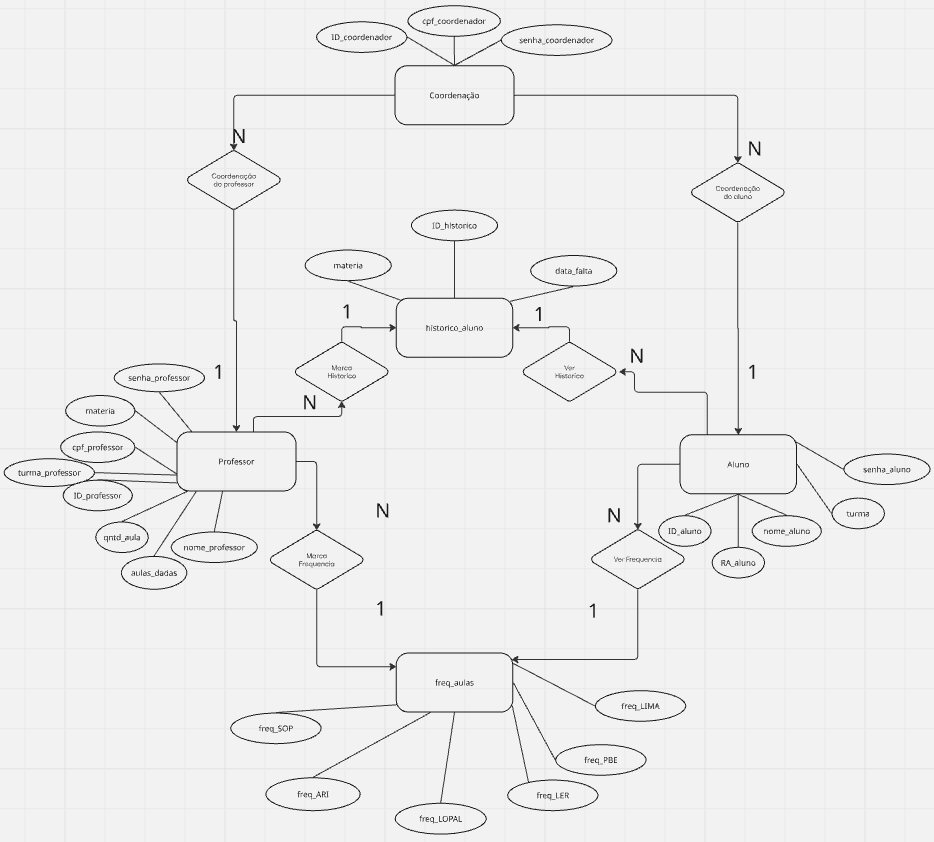 cpf_coordenador
ID_coordenador
senha_coordenador
Coordenação
N
N
Coordenação
do professor
Coordenação
do aluno
ID_historico
materia
data_falta
1
1
historico_aluno
N
Marca
Historico
Ver
Historico
1
1
senha_professor
N
materia
cpf_professor
Professor
Aluno
turma_professor
senha_aluno
ID_professor
N
N
turma
qntd_aula
nome_professor
ID_aluno
nome_aluno
aulas_dadas
Marca
Frequencia
Ver Frequencia
RA_aluno
1
1
freq_aulas
freq_LIMA
freq_SOP
freq_PBE
freq_ARI
freq_LER
freq_LOPAL